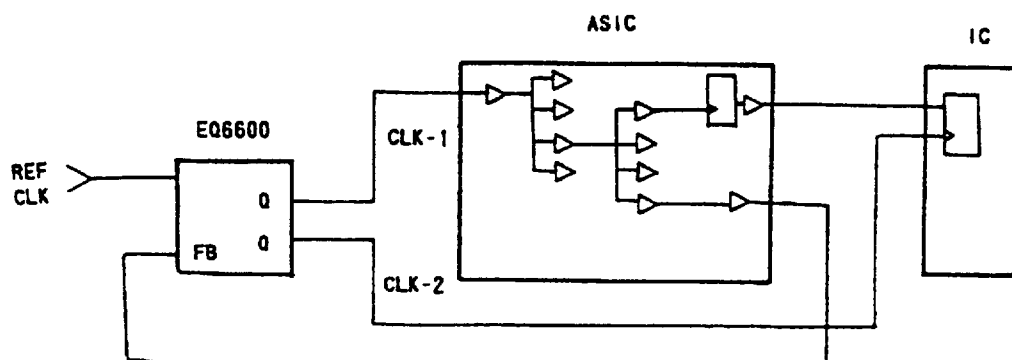 ASIC
IC
EQ6600
CLK-1
REF
CLK
Q
FB
Q
CLK-2